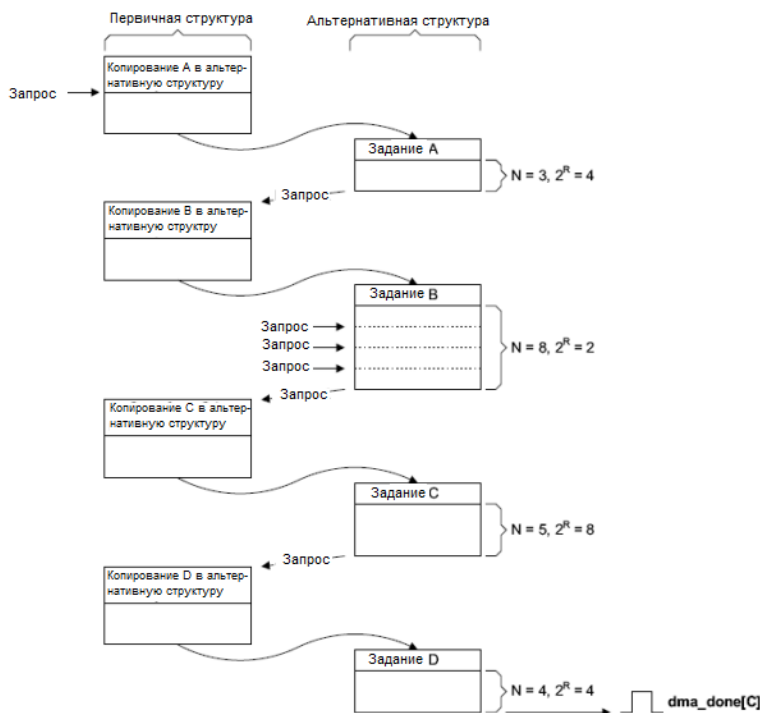 Первичная структура
Альтернативная структура
Копирование A в альтер-
нативную структуру
Запрос
Задание A
N = 3, 2^R = 4
Запрос
Копирование B в альтер-
нативную структру
Задание B
Запрос
Запрос
Запрос
N = 8, 2^R = 2
Запрос
Копирование C в альтер-
нативную структуру
Задание C
N = 5, 2^R = 8
Запрос
Копирование D в альтер-
нативную структуру
Задание D
N = 4, 2^R = 4
dma_done[C]